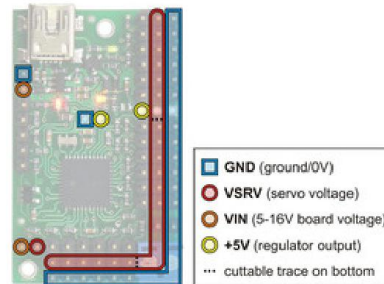 GND (ground/0V)
VSRV (servo voltage)
VIN (5-16V board voltage)
+5V (regulator output)
cuttable trace on bottom